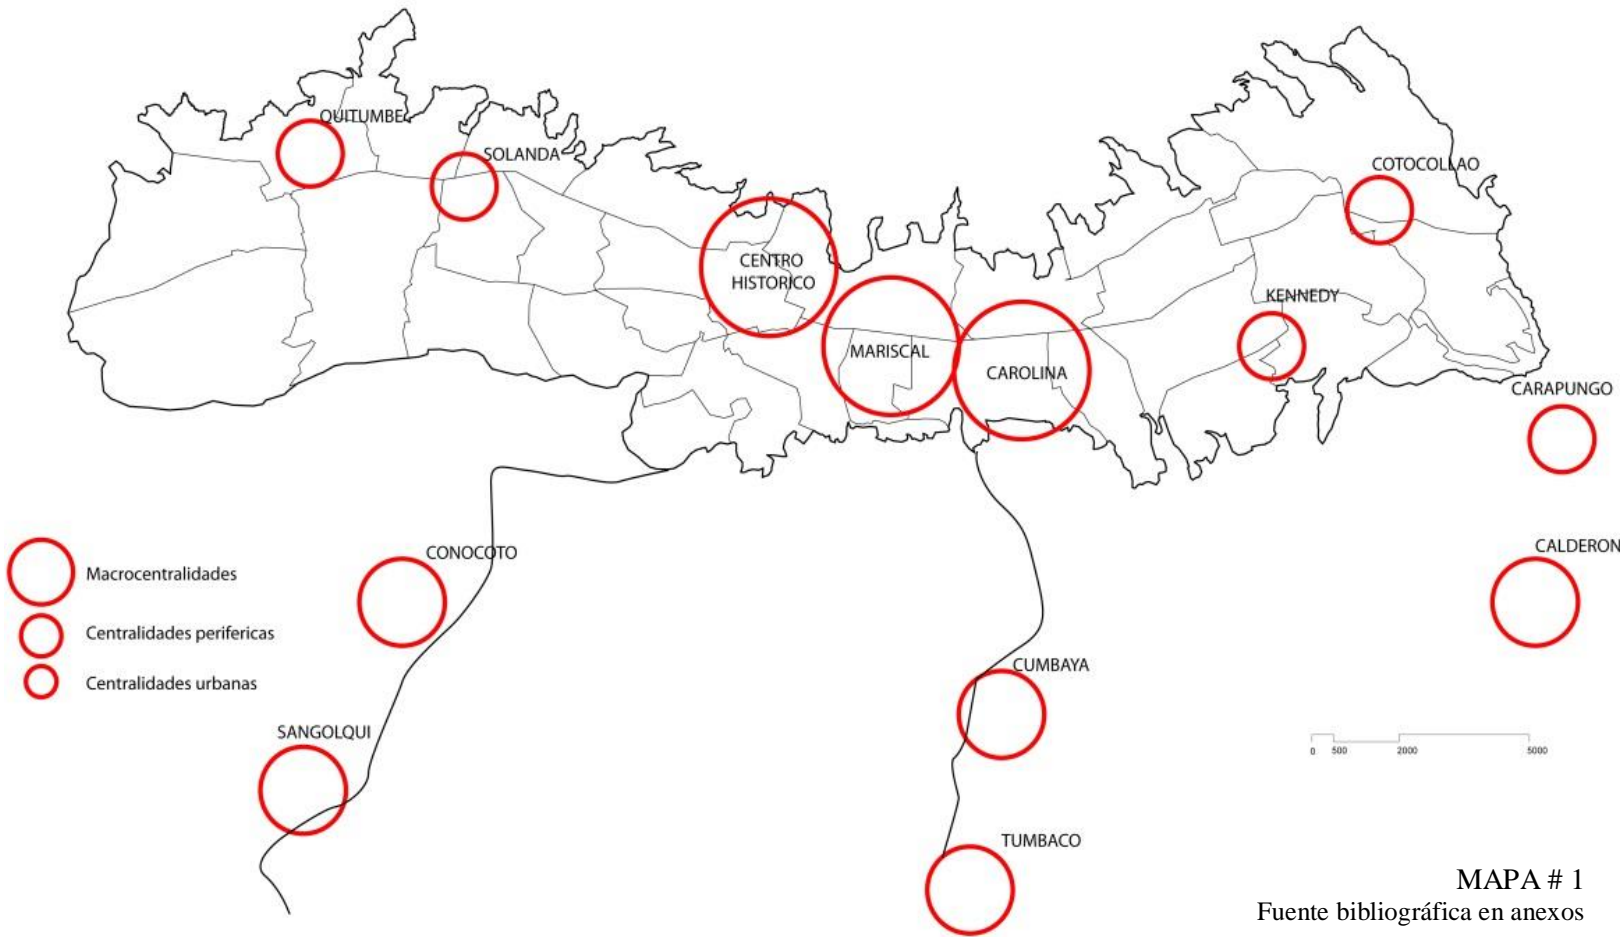 QUITUMBE
SOLANDA
COTOCOLLAO
CENTRO
HISTORICO
KENNEDY
MARISCAL
CAROLINA
CARAPUNGO
CONOCOTO
CALDERON
Macrocentralidades
Centralidades perifericas
Centralidades urbanas
CUMBAYA
SANGOLQUI
0 500 2000 5000
TUMBACO
MAPA # 1
Fuente bibliográfica en anexos